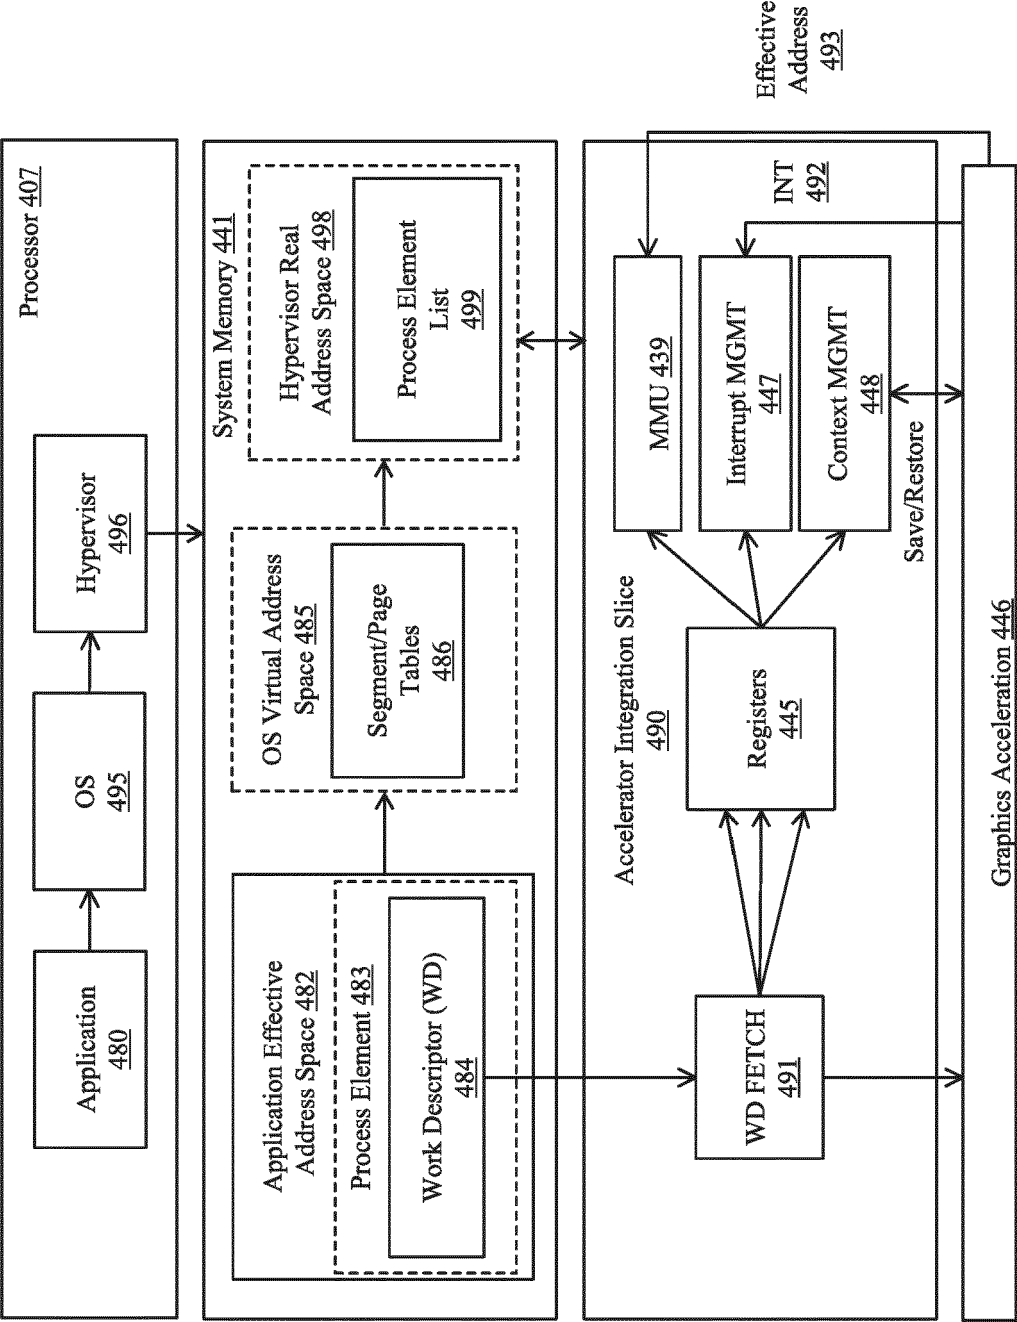 Processor 407
Application
480
OS
495
Hypervisor
496
System Memory 441
Application Effective
Address Space 482
Process Element 483
Work Descriptor (WD)
484
OS Virtual Address
Space 485
Segment/Page
Tables
486
Hypervisor Real
Address Space 498
Process Element
List
499
Accelerator Integration Slice
490
WD FETCH
491
Registers
445
MMU 439
Interrupt MGMT
447
Context MGMT
448
Save/Restore
INT
492
Effective
Address
493
Graphics Acceleration 446